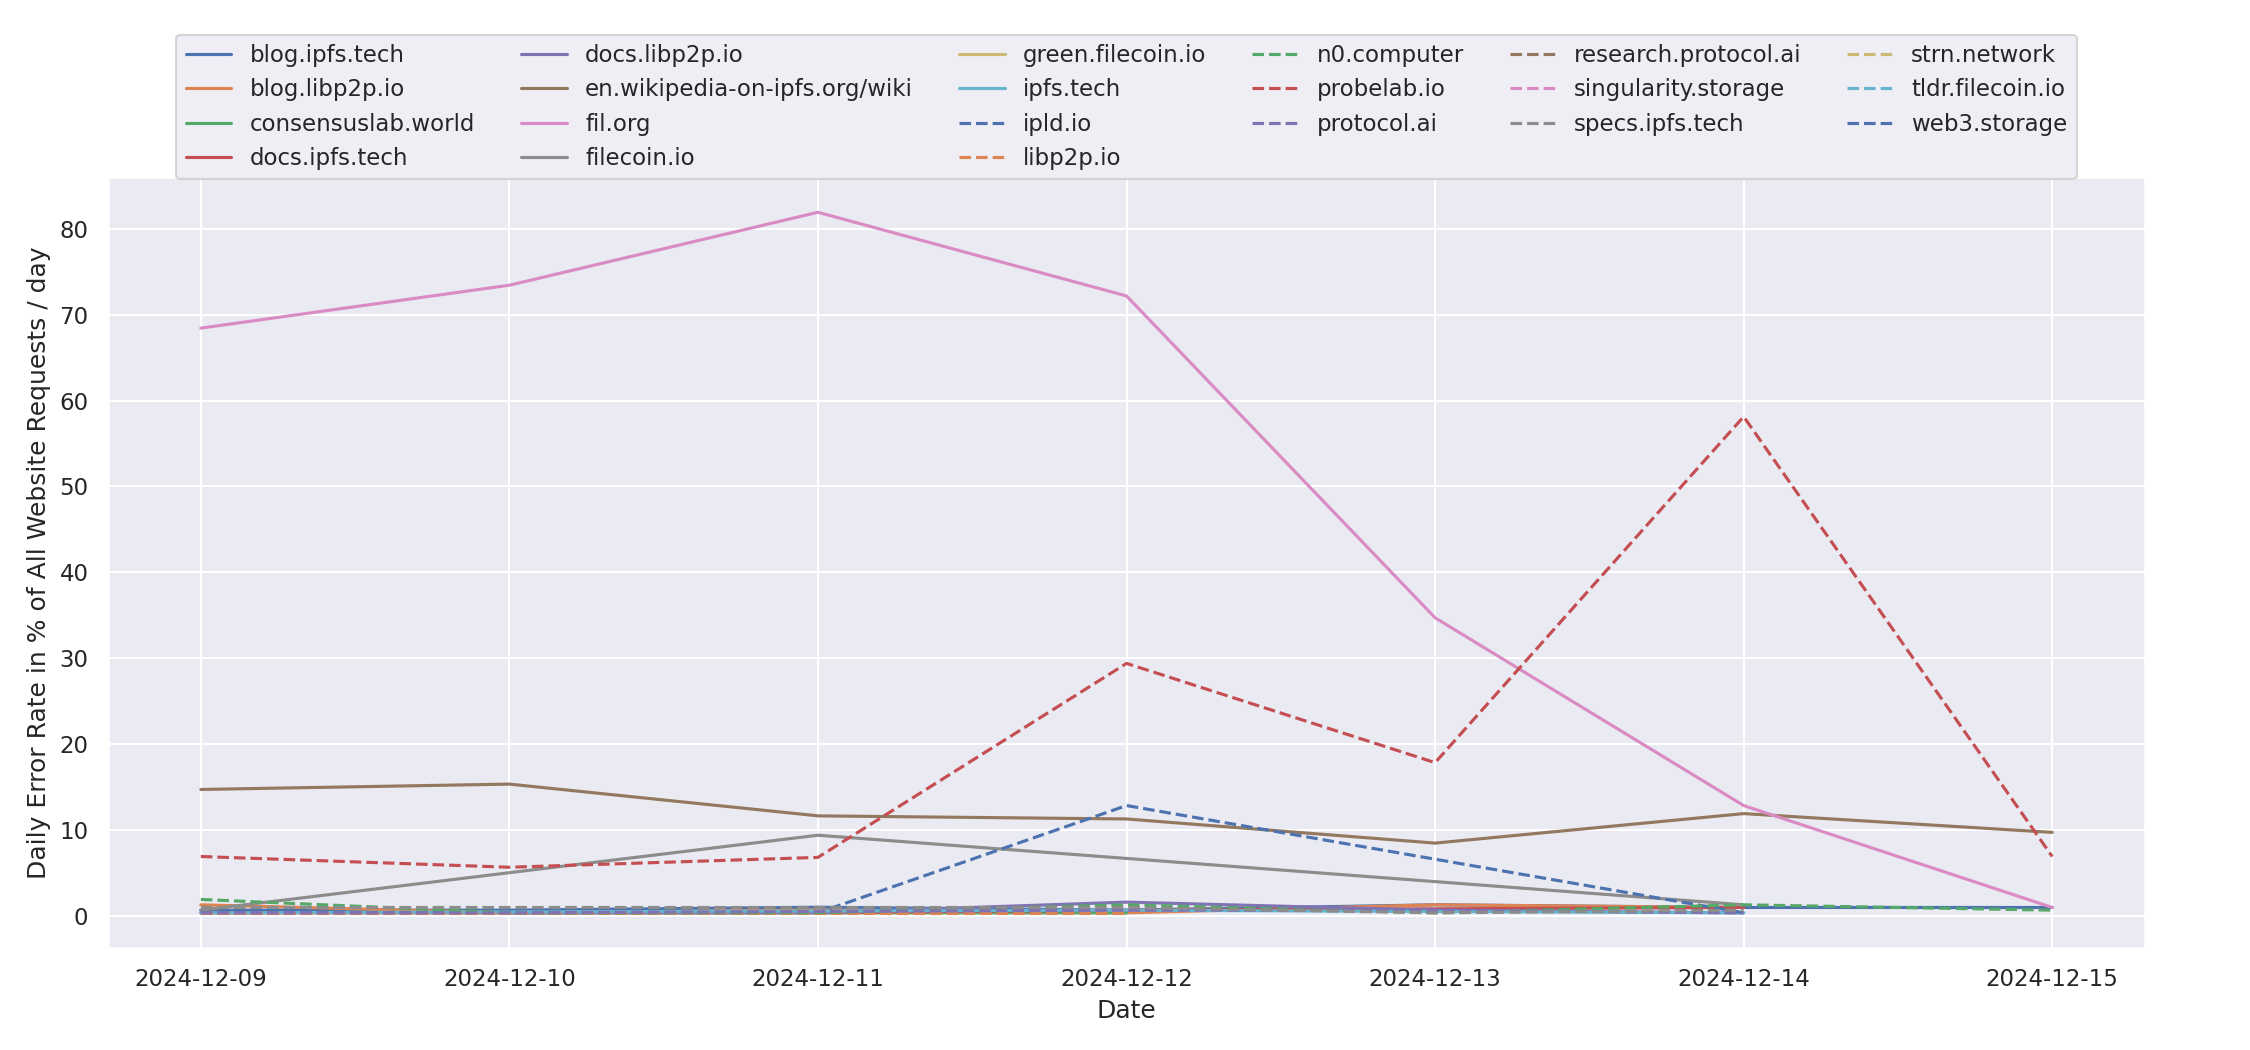 blog.ipfs.tech
blog.libp2p.io
consensuslab.world
docs.ipfs.tech
docs.libp2p.io
en.wikipedia-on-ipfs.org/wiki
fil.org
filecoin.io
green.filecoin.io
ipfs.tech
ipld.io
libp2p.io
n0.computer
probelab.io
protocol.ai
research.protocol.ai
singularity.storage
specs.ipfs.tech
strn.network
tldr.filecoin.io
web3.storage
Daily Error Rate in % of All Website Requests / day
80
70
60
50
40
30
20
10
0
2024-12-09
2024-12-10
2024-12-11
2024-12-12
2024-12-13
2024-12-14
2024-12-15
Date